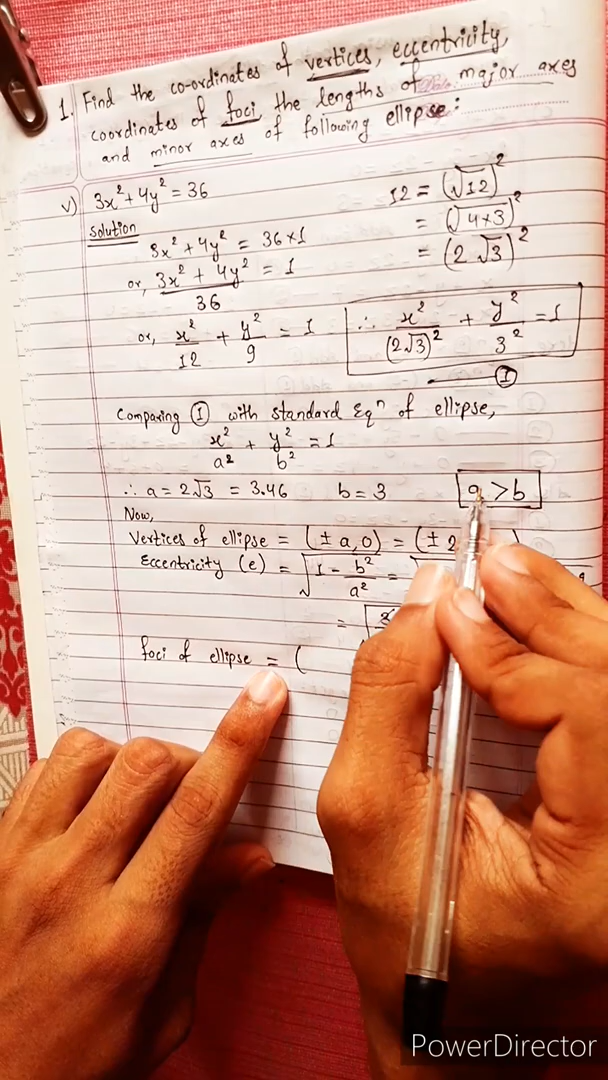 1. Find the co-ordinates of vertices, eccentricity,
coordinates of foci the lengths of major axes
and minor axes of following ellipse:
v) 3x² + 4y² = 36
Solution
3x² + 4y² = 36×1
or, 3x² + 4y² / 36 = 1
or, x²/12 + y²/9 = 1
12 = (√12)²
= (√4×3)²
= (2√3)²
∴ x²/(2√3)² + y²/3² = 1
I
Comparing I with standard Eqⁿ of ellipse,
x²/a² + y²/b² = 1
∴ a = 2√3 = 3.46 b = 3 a > b
Now,
Vertices of ellipse = (± a, 0) = (± 2
Eccentricity (e) = √1 - b²/a² = √
= √
foci of ellipse = (
PowerDirector